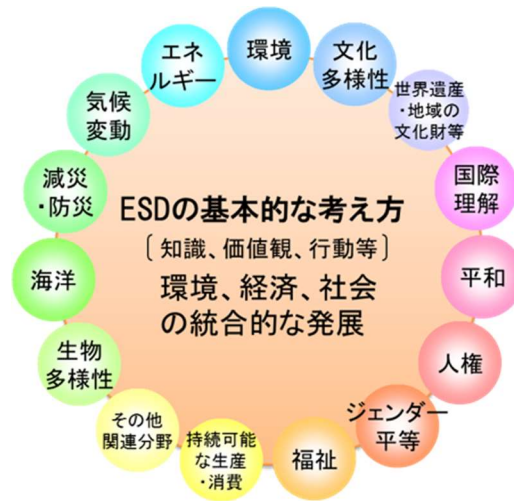 ESDの基本的な考え方
[知識、価値観、行動等]
環境、経済、社会
の統合的な発展
環境
文化
多様性
世界遺産
・地域の
文化財等
国際
理解
平和
人権
ジェンダー
平等
福祉
持続可能
な生産
・消費
その他
関連分野
生物
多様性
海洋
減災
・防災
気候
変動
エネ
ルギー